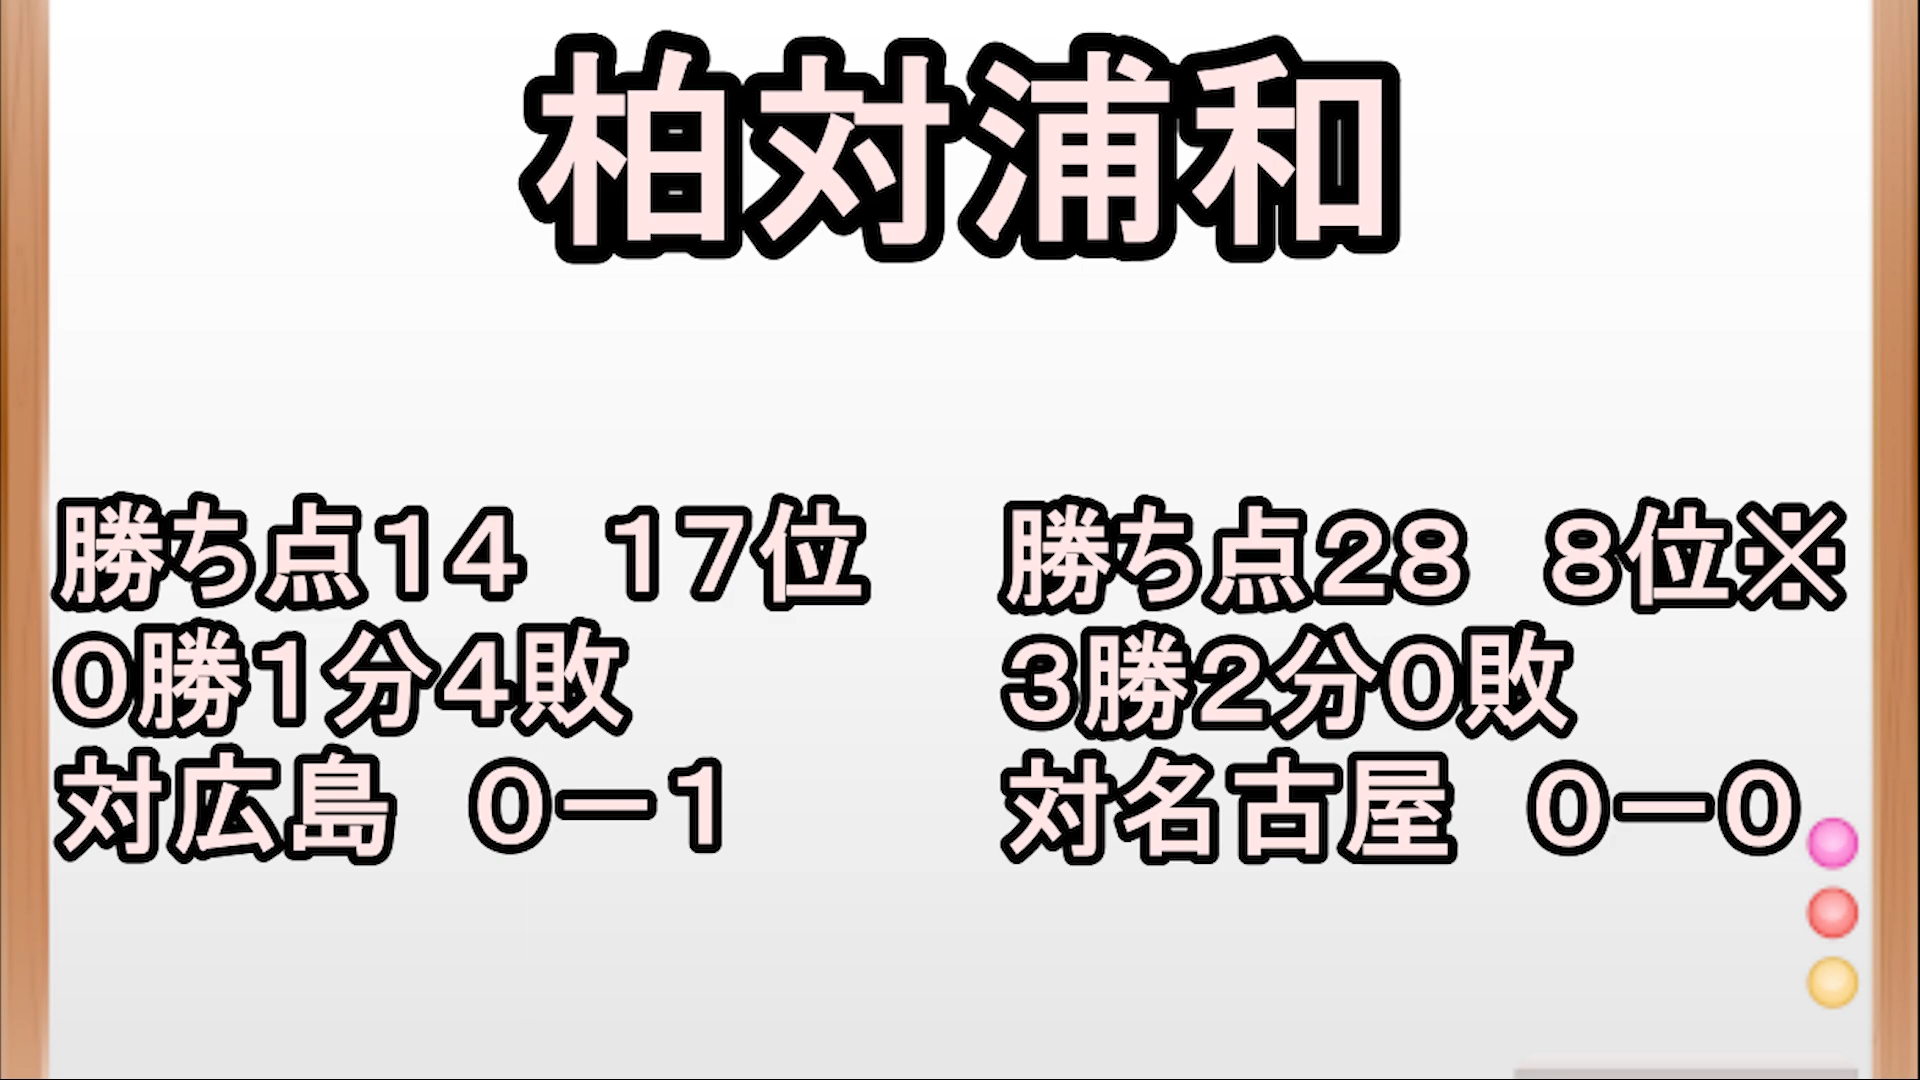 柏対浦和
勝ち点１４　１７位
０勝１分４敗
対広島　０ー１
勝ち点２８　８位※
３勝２分０敗
対名古屋　０ー０